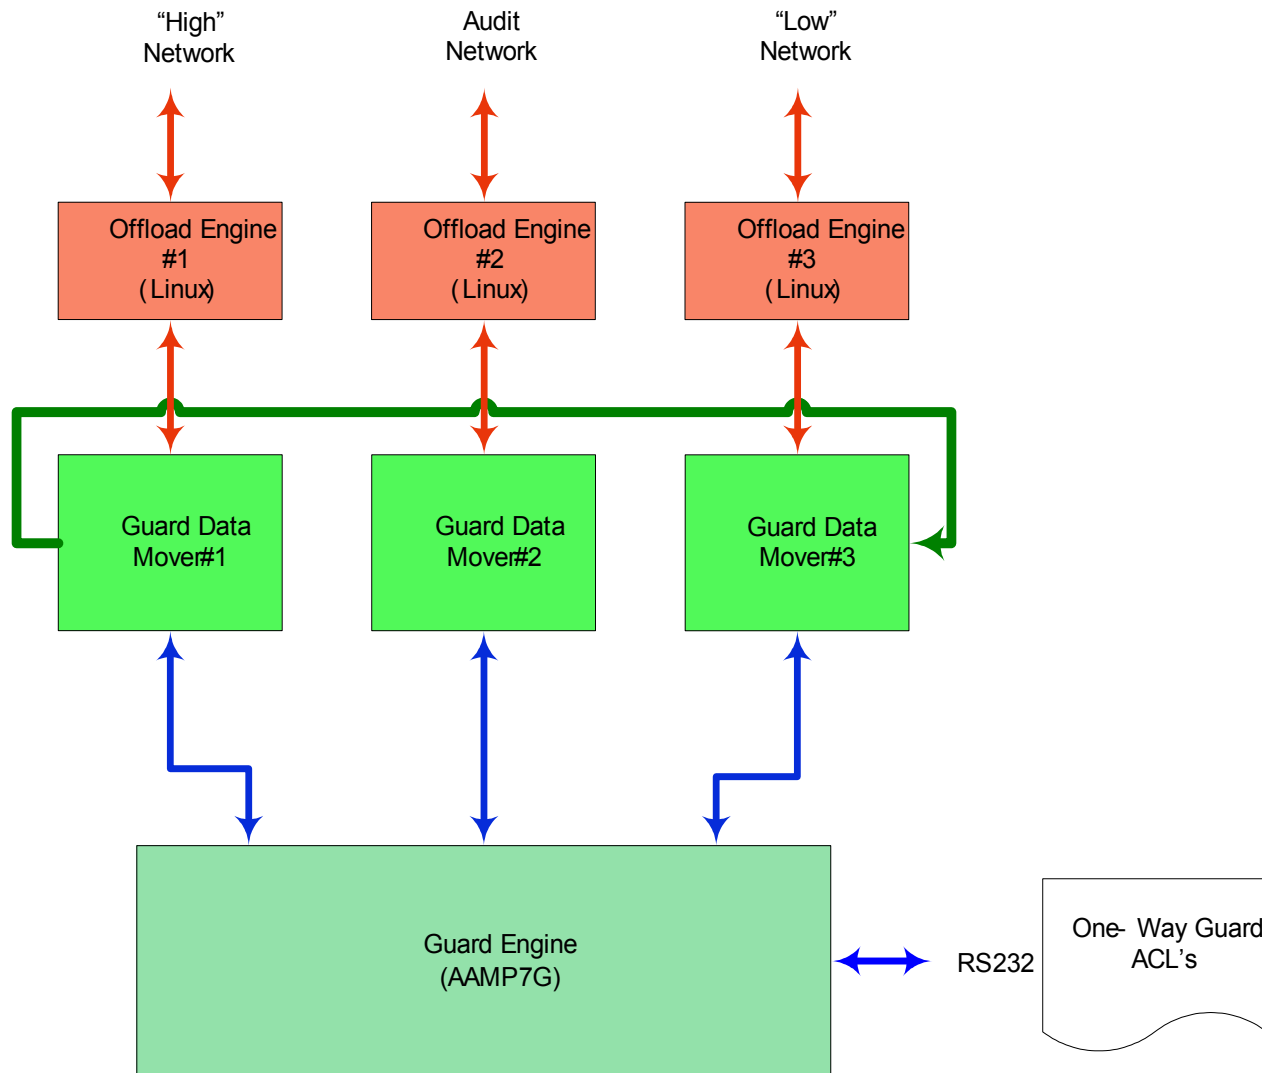 “High”
Network
Audit
Network
“Low”
Network
Offload Engine
#1
(Linux)
Offload Engine
#2
(Linux)
Offload Engine
#3
(Linux)
Guard Data
Mover#1
Guard Data
Mover#2
Guard Data
Mover#3
Guard Engine
(AAMP7G)
RS232
One- Way Guard
ACL’s